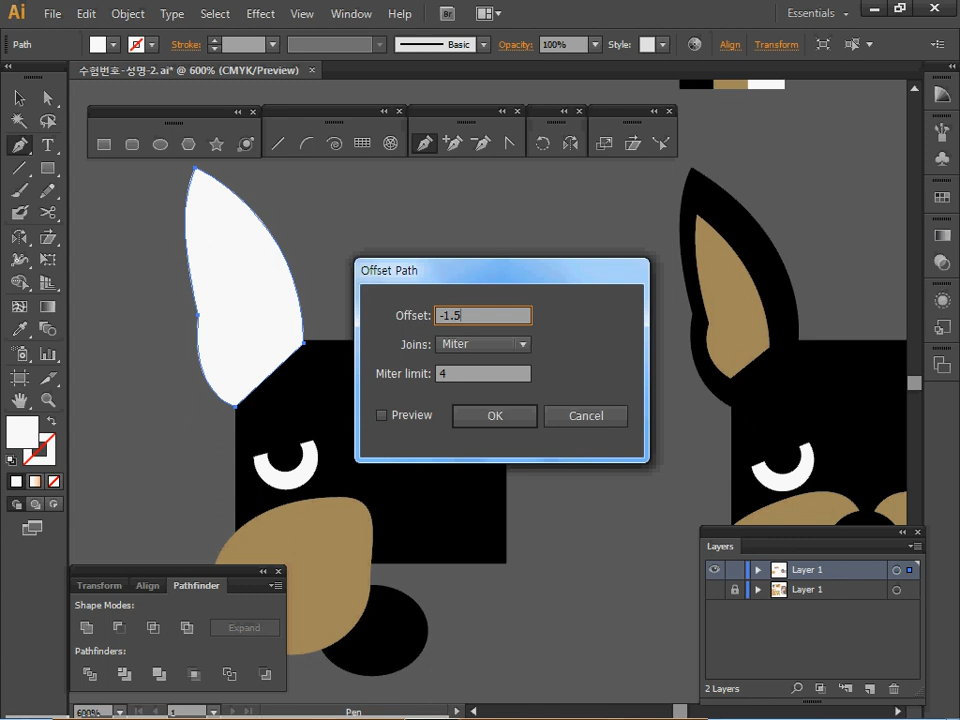 Ai File Edit Object Type Select Effect View Window Help Br Essentials
Path Stroke: Basic Opacity: 100% Style: Align Transform
수험번호-성명-2.ai* @ 600% (CMYK/Preview) ×
T
Offset Path
Offset: -1.5
Joins: Miter
Miter limit: 4
Preview OK Cancel
Layers
Layer 1
Layer 1
2 Layers
Transform Align Pathfinder
Shape Modes:
Expand
Pathfinders:
600% 1 Pen